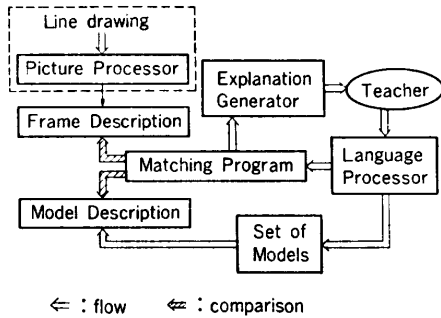 Line drawing
Picture Processor
Frame Description
Explanation
Generator
Teacher
Matching Program
Language
Processor
Model Description
Set of
Models
: flow
: comparison